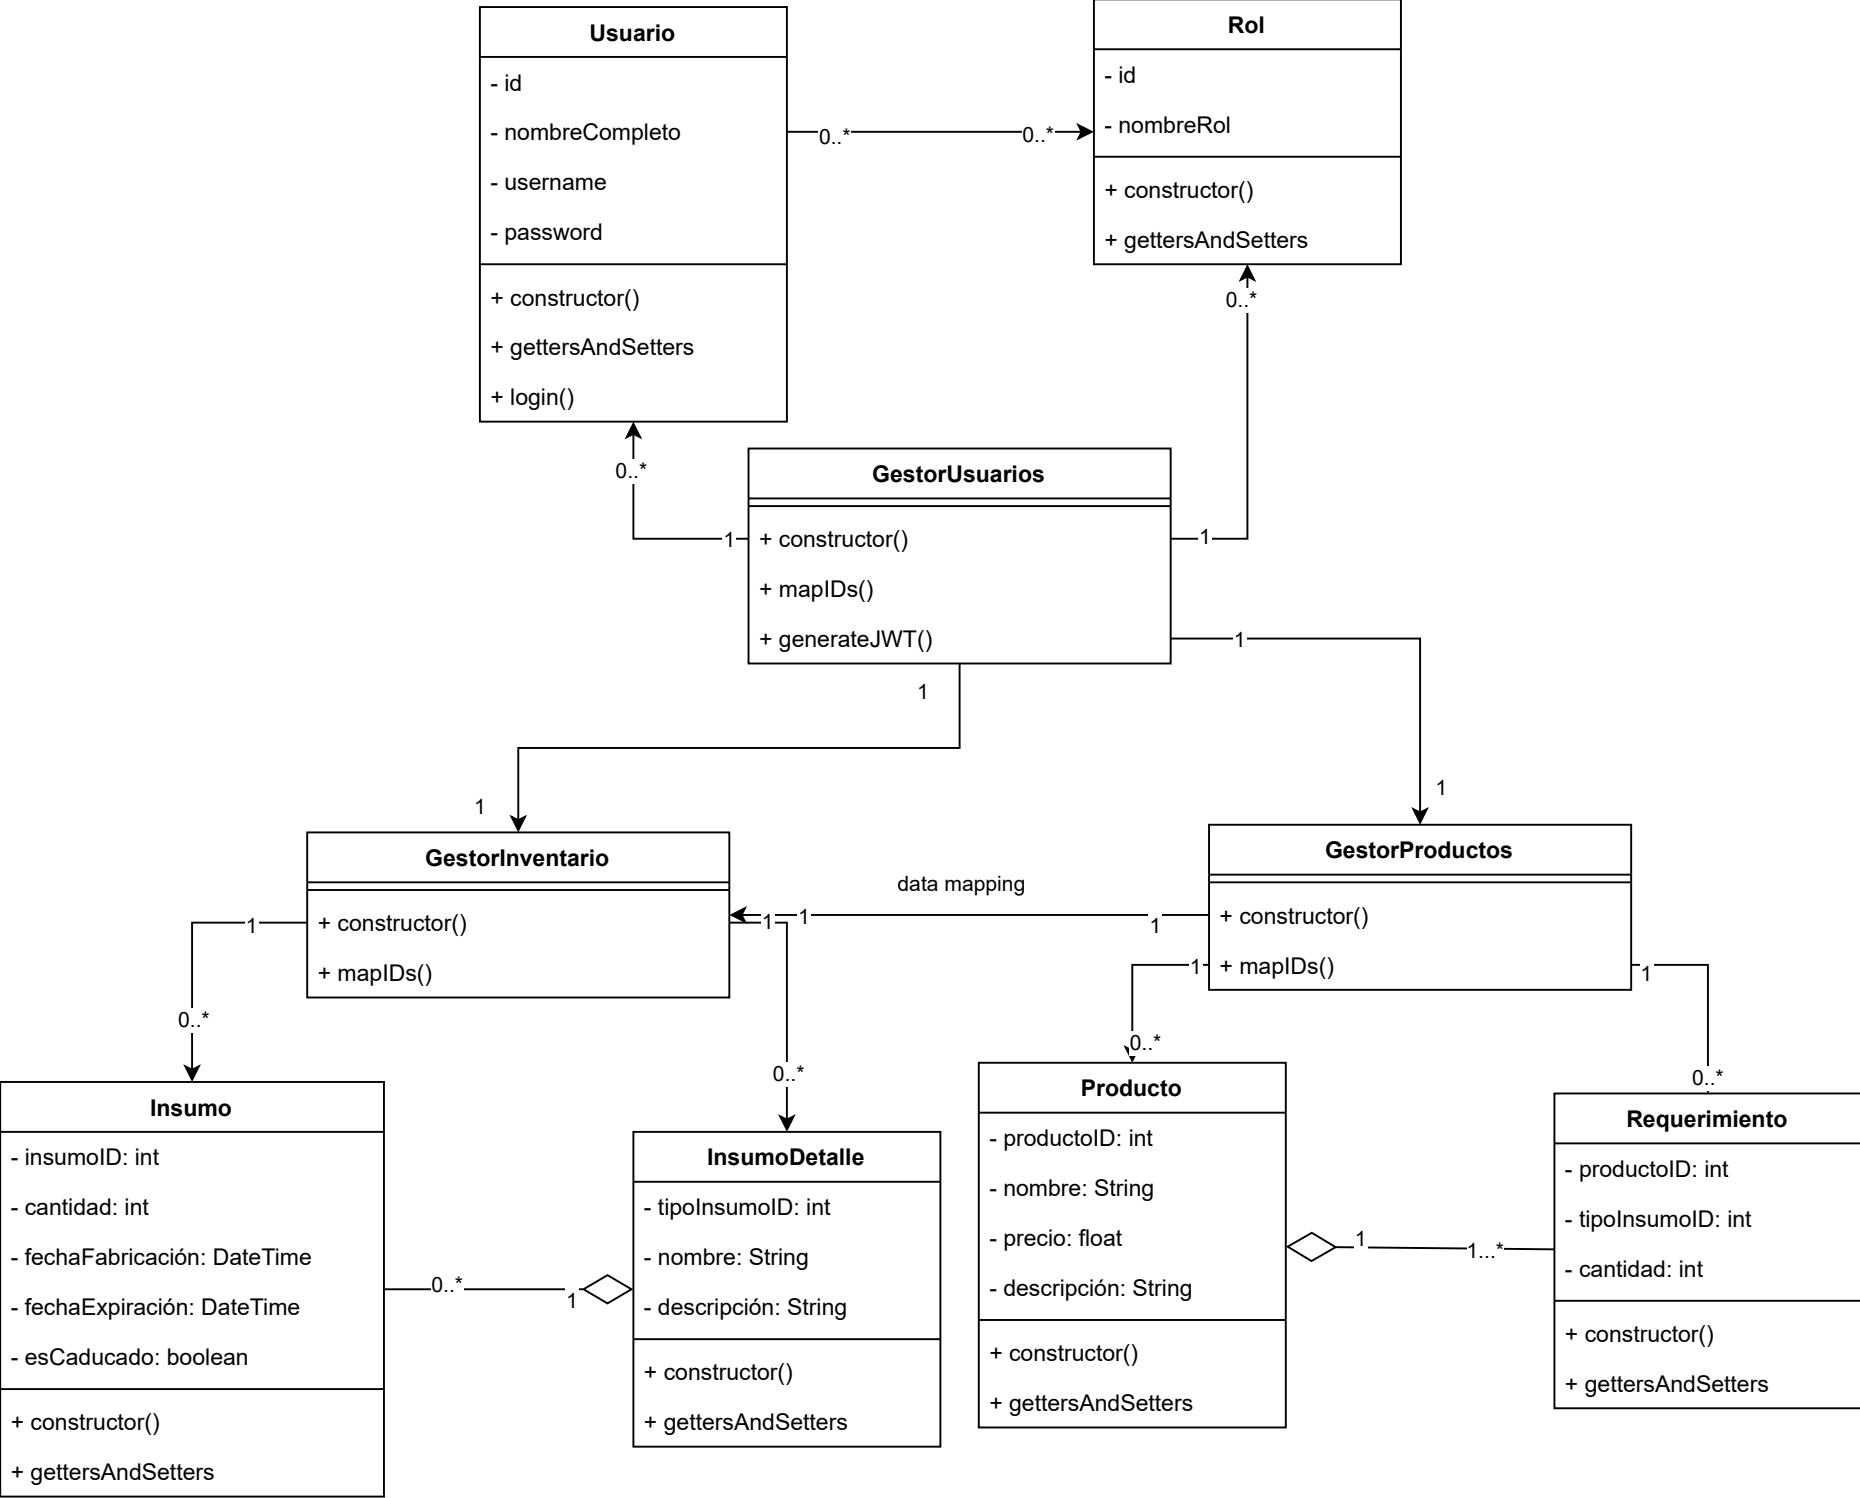 Usuario
- id
- nombreCompleto
- username
- password
+ constructor()
+ gettersAndSetters
+ login()
Rol
- id
- nombreRol
+ constructor()
+ gettersAndSetters
0..*
0..*
0..*
0..*
GestorUsuarios
+ constructor()
+ mapIDs()
+ generateJWT()
1
1
1
1
1
1
GestorInventario
+ constructor()
+ mapIDs()
data mapping
1
1
1
1
GestorProductos
+ constructor()
+ mapIDs()
1
1
0..*
0..*
0..*
0..*
Insumo
- insumoID: int
- cantidad: int
- fechaFabricación: DateTime
- fechaExpiración: DateTime
- esCaducado: boolean
+ constructor()
+ gettersAndSetters
0..*
1
InsumoDetalle
- tipoInsumoID: int
- nombre: String
- descripción: String
+ constructor()
+ gettersAndSetters
Producto
- productoID: int
- nombre: String
- precio: float
- descripción: String
+ constructor()
+ gettersAndSetters
1
1...*
Requerimiento
- productoID: int
- tipoInsumoID: int
- cantidad: int
+ constructor()
+ gettersAndSetters